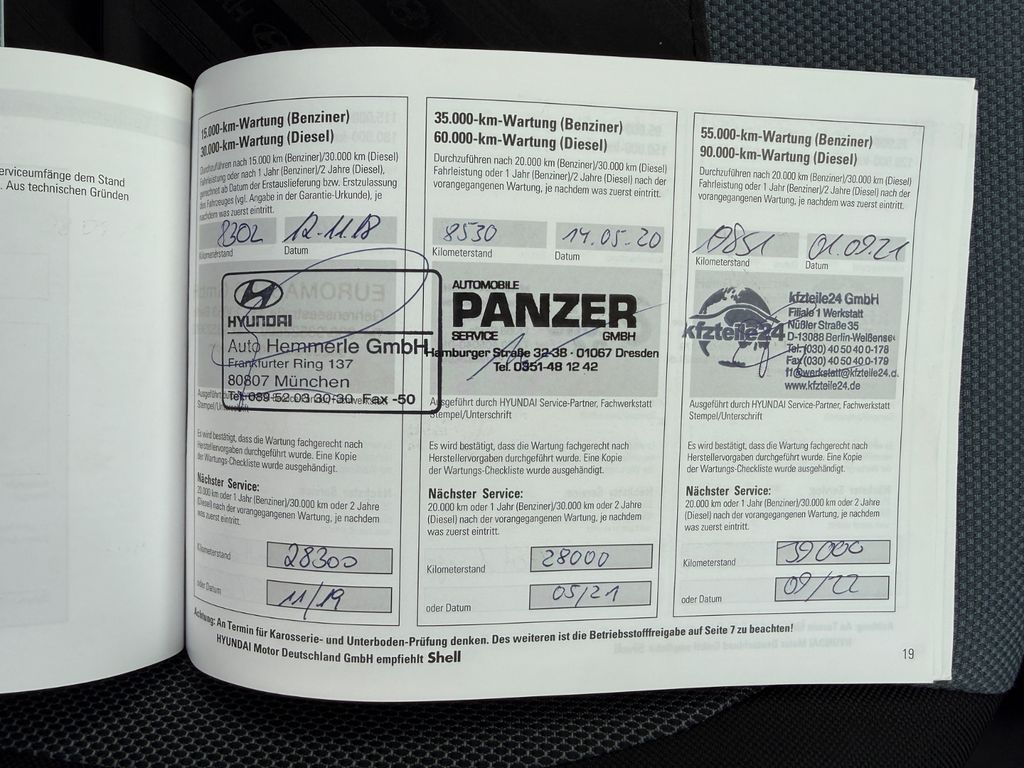 erviceumfänge dem Stand
. Aus technischen Gründen
15.000-km-Wartung (Benziner)
30.000-km-Wartung (Diesel)
Durchzuführen nach 15.000 km (Benziner)/30.000 km (Diesel)
Fahrleistung oder nach 1 Jahr (Benziner)/2 Jahre (Diesel)
gerechnet ab Datum der Erstauslieferung bzw. Erstzulassung
des Fahrzeuges (vgl. Angabe in der Garantie-Urkunde), je
nachdem was zuerst eintritt.
8302 12.11.18
Kilometerstand Datum
HYUNDAI
Auto Hemmerle GmbH
Frankfurter Ring 137
80807 München
Tel. 089 52 03 30-30 Fax -50
Ausgeführt
Stempel/Unterschrift
Es wird bestätigt, dass die Wartung fachgerecht nach
Herstellervorgaben durchgeführt wurde. Eine Kopie
der Wartungs-Checkliste wurde ausgehändigt.
Nächster Service:
20.000 km oder 1 Jahr (Benziner)/30.000 km oder 2 Jahre
(Diesel) nach der vorangegangenen Wartung, je nachdem
was zuerst eintritt.
Kilometerstand 28300
oder Datum 11/19
35.000-km-Wartung (Benziner)
60.000-km-Wartung (Diesel)
Durchzuführen nach 20.000 km (Benziner)/30.000 km (Diesel)
Fahrleistung oder 1 Jahr (Benziner)/2 Jahre (Diesel) nach der
vorangegangenen Wartung, je nachdem was zuerst eintritt.
8530 14.05.20
Kilometerstand Datum
AUTOMOBILE
PANZER
SERVICE GMBH
Hamburger Straße 32-38 · 01067 Dresden
Tel. 0351-48 12 42
Ausgeführt durch HYUNDAI Service-Partner, Fachwerkstatt
Stempel/Unterschrift
Es wird bestätigt, dass die Wartung fachgerecht nach
Herstellervorgaben durchgeführt wurde. Eine Kopie
der Wartungs-Checkliste wurde ausgehändigt.
Nächster Service:
20.000 km oder 1 Jahr (Benziner)/30.000 km oder 2 Jahre
(Diesel) nach der vorangegangenen Wartung, je nachdem
was zuerst eintritt.
Kilometerstand 28000
oder Datum 05/21
55.000-km-Wartung (Benziner)
90.000-km-Wartung (Diesel)
Durchzuführen nach 20.000 km (Benziner)/30.000 km (Diesel)
Fahrleistung oder 1 Jahr (Benziner)/2 Jahre (Diesel) nach der
vorangegangenen Wartung, je nachdem was zuerst eintritt.
01.09.21
Kilometerstand Datum
kfzteile24
kfzteile24 GmbH
Filiale 1 Werkstatt
Nüßler Straße 35
D-13088 Berlin-Weißensee
Tel. (030) 40 50 40 0-178
Fax (030) 40 50 40 0-179
f1@werkstatt@kfzteile24.d
www.kfzteile24.de
Ausgeführt durch HYUNDAI Service-Partner, Fachwerkstatt
Stempel/Unterschrift
Es wird bestätigt, dass die Wartung fachgerecht nach
Herstellervorgaben durchgeführt wurde. Eine Kopie
der Wartungs-Checkliste wurde ausgehändigt.
Nächster Service:
20.000 km oder 1 Jahr (Benziner)/30.000 km oder 2 Jahre
(Diesel) nach der vorangegangenen Wartung, je nachdem
was zuerst eintritt.
Kilometerstand 39000
oder Datum 09/22
Achtung: An Termin für Karosserie- und Unterboden-Prüfung denken. Des weiteren ist die Betriebsstofffreigabe auf Seite 7 zu beachten!
HYUNDAI Motor Deutschland GmbH empfiehlt Shell
19